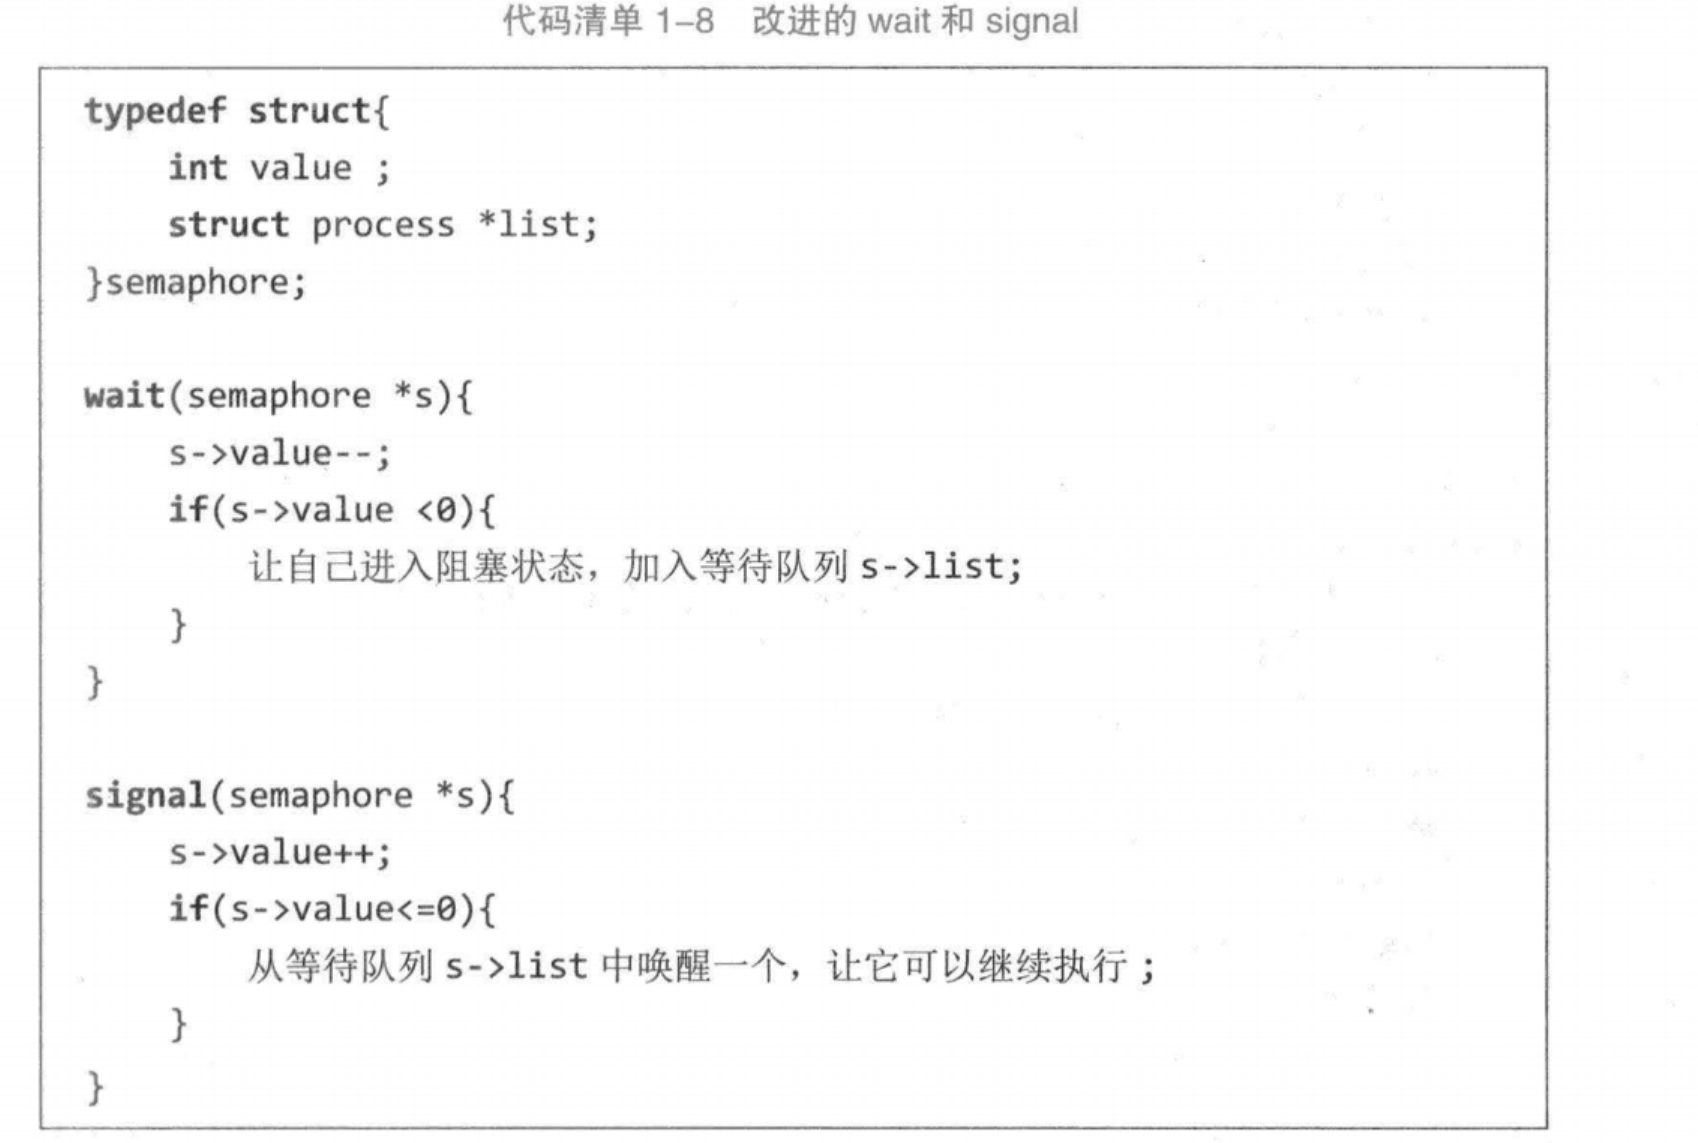 代码清单 1–8 改进的 wait 和 signal
typedef struct{
int value ;
struct process *list;
}semaphore;
wait(semaphore *s){
s->value--;
if(s->value <0){
让自己进入阻塞状态，加入等待队列 s->list;
}
}
signal(semaphore *s){
s->value++;
if(s->value<=0){
从等待队列 s->list 中唤醒一个，让它可以继续执行；
}
}